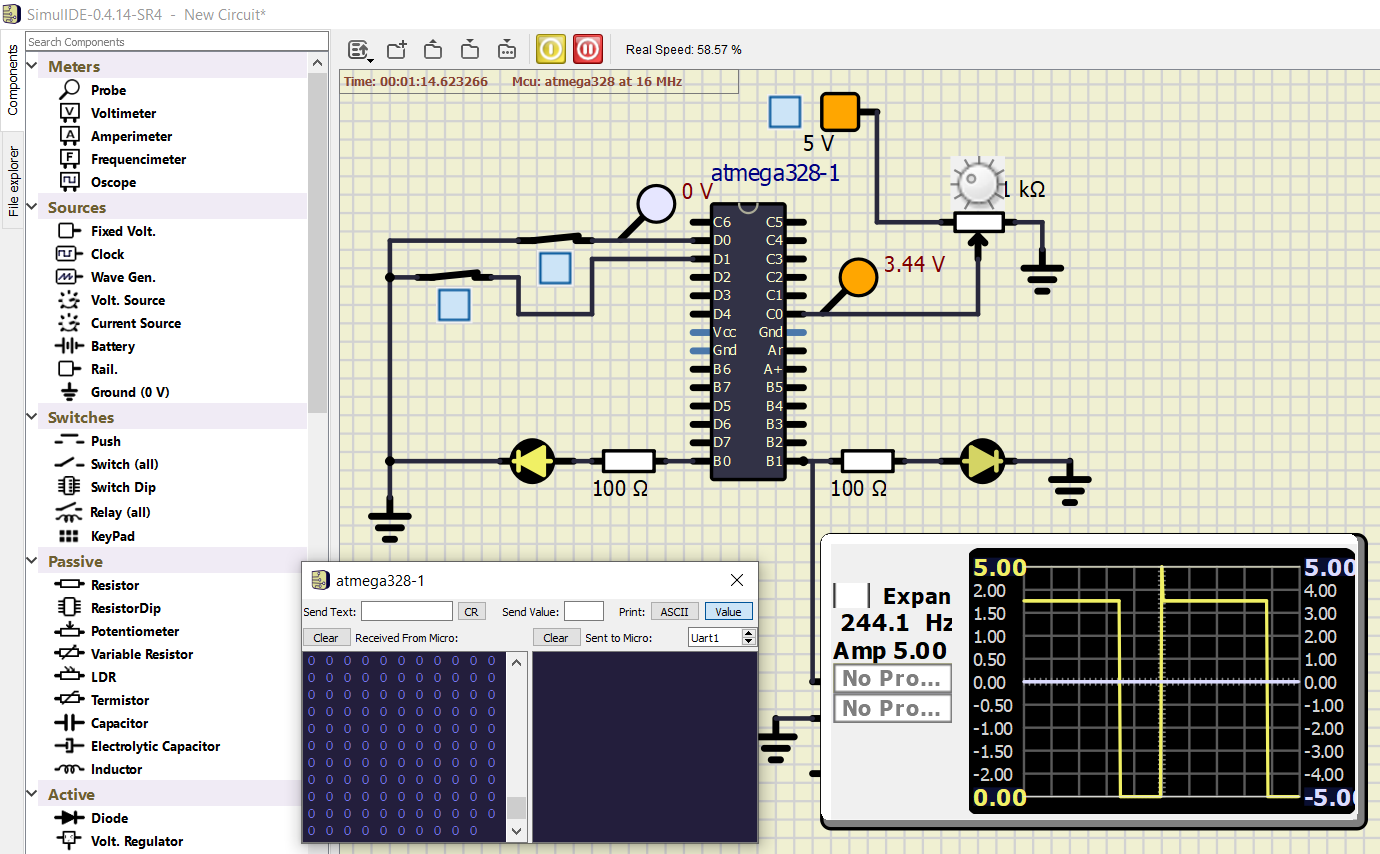 SimulIDE-0.4.14-SR4 - New Circuit*
Components
File explorer
Search Components
Meters
Probe
Voltimeter
Amperimeter
Frequencimeter
Oscope
Sources
Fixed Volt.
Clock
Wave Gen.
Volt. Source
Current Source
Battery
Rail.
Ground (0 V)
Switches
Push
Switch (all)
Switch Dip
Relay (all)
KeyPad
Passive
Resistor
ResistorDip
Potentiometer
Variable Resistor
LDR
Termistor
Capacitor
Electrolytic Capacitor
Inductor
Active
Diode
Volt. Regulator
Real Speed: 58.57 %
Time: 00:01:14.623266 Mcu: atmega328 at 16 MHz
5 V
atmega328-1
0 V
1 kΩ
3.44 V
C6 C5
D0 C4
D1 C3
D2 C2
D3 C1
D4 C0
Vcc Gnd
Gnd Ar
B6 A+
B7 B5
D5 B4
D6 B3
D7 B2
B0 B1
100 Ω
100 Ω
atmega328-1
Send Text: CR Send Value: Print: ASCII Value
Clear Received From Micro: Clear Sent to Micro: Uart1
0 0 0 0 0 0 0 0 0 0 0
0 0 0 0 0 0 0 0 0 0 0
0 0 0 0 0 0 0 0 0 0 0
0 0 0 0 0 0 0 0 0 0 0
0 0 0 0 0 0 0 0 0 0 0
0 0 0 0 0 0 0 0 0 0 0
0 0 0 0 0 0 0 0 0 0 0
0 0 0 0 0 0 0 0 0 0 0
0 0 0 0 0 0 0 0 0 0 0
0 0 0 0 0 0 0 0 0 0 0
0 0 0 0 0 0 0 0 0 0
Expan
244.1 Hz
Amp 5.00
No Pro...
No Pro...
5.00
2.00
1.50
1.00
0.50
0.00
-0.50
-1.00
-1.50
-2.00
0.00
5.00
4.00
3.00
2.00
1.00
0.00
-1.00
-2.00
-3.00
-4.00
-5.00